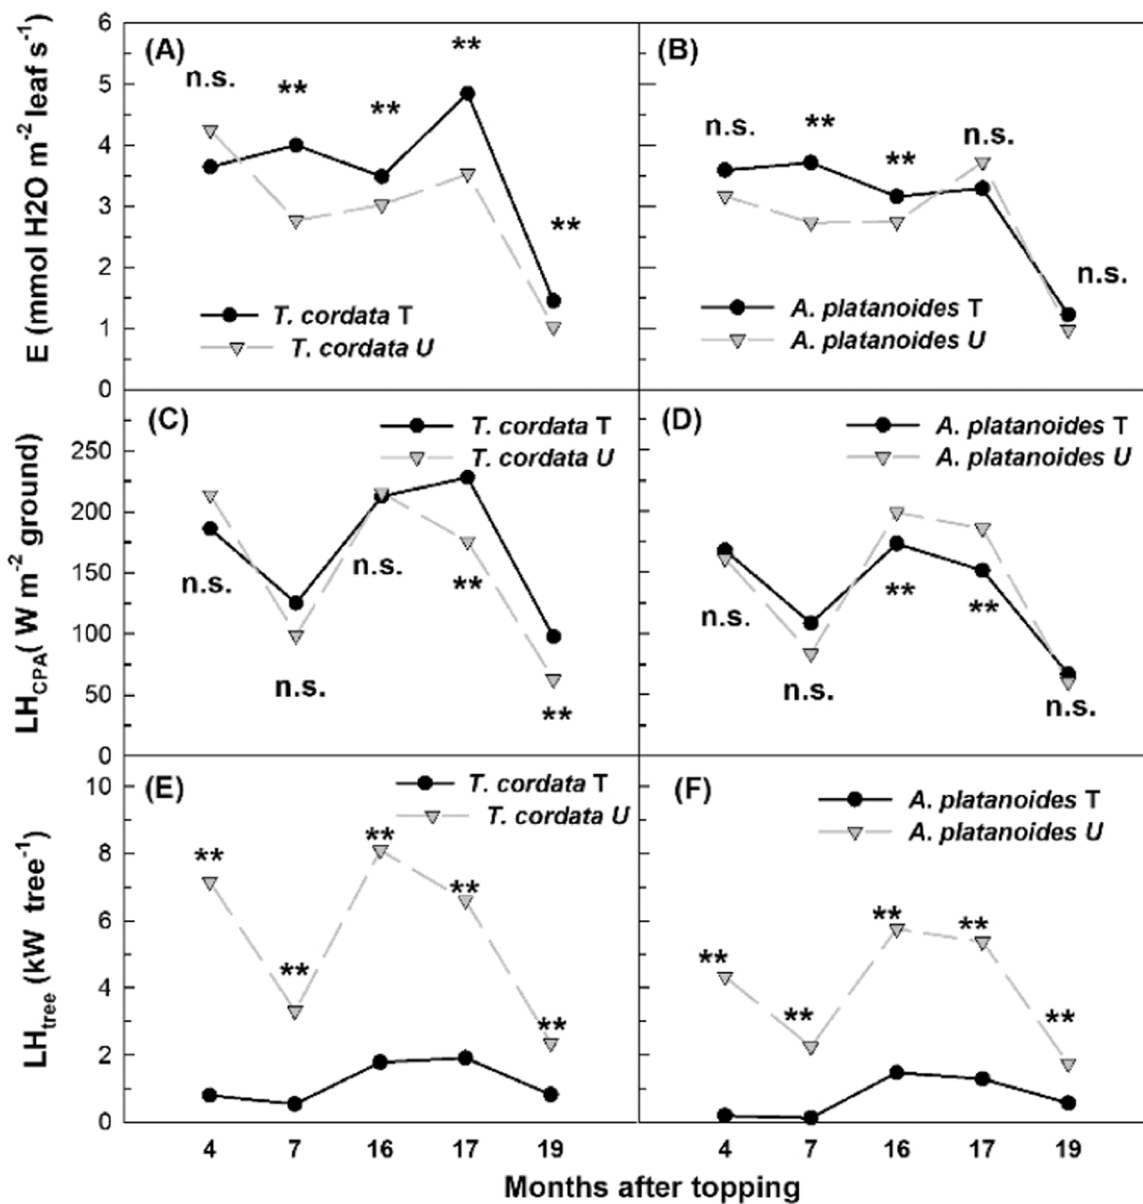 (A)
n.s.
**
**
**
**
T. cordata T
T. cordata U
E (mmol H2O m-2 leaf s-1)
6
5
4
3
2
1
0
(B)
n.s.
**
**
n.s.
n.s.
A. platanoides T
A. platanoides U
(C)
T. cordata T
T. cordata U
n.s.
n.s.
n.s.
**
**
LHCPA( W m-2 ground)
250
200
150
100
50
0
(D)
A. platanoides T
A. platanoides U
n.s.
n.s.
**
**
n.s.
(E)
T. cordata T
T. cordata U
**
**
**
**
**
LHtree (kW tree-1)
10
8
6
4
2
0
4 7 16 17 19
(F)
A. platanoides T
A. platanoides U
**
**
**
**
**
4 7 16 17 19
Months after topping